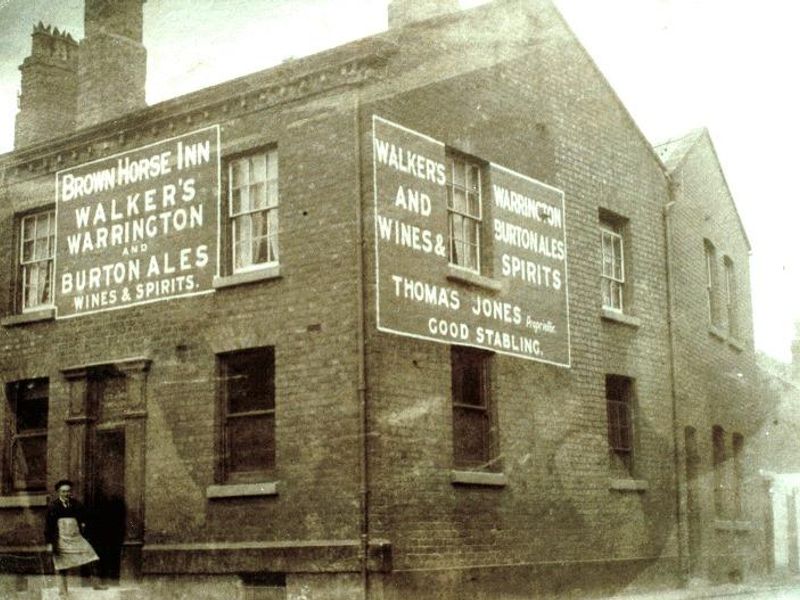 BROWN HORSE INN
WALKER'S
WARRINGTON
AND
BURTON ALES
WINES & SPIRITS.
WALKER'S
AND
WINES &
WARRINGTON
BURTON ALES
SPIRITS
THOMAS JONES Proprietor.
GOOD STABLING.